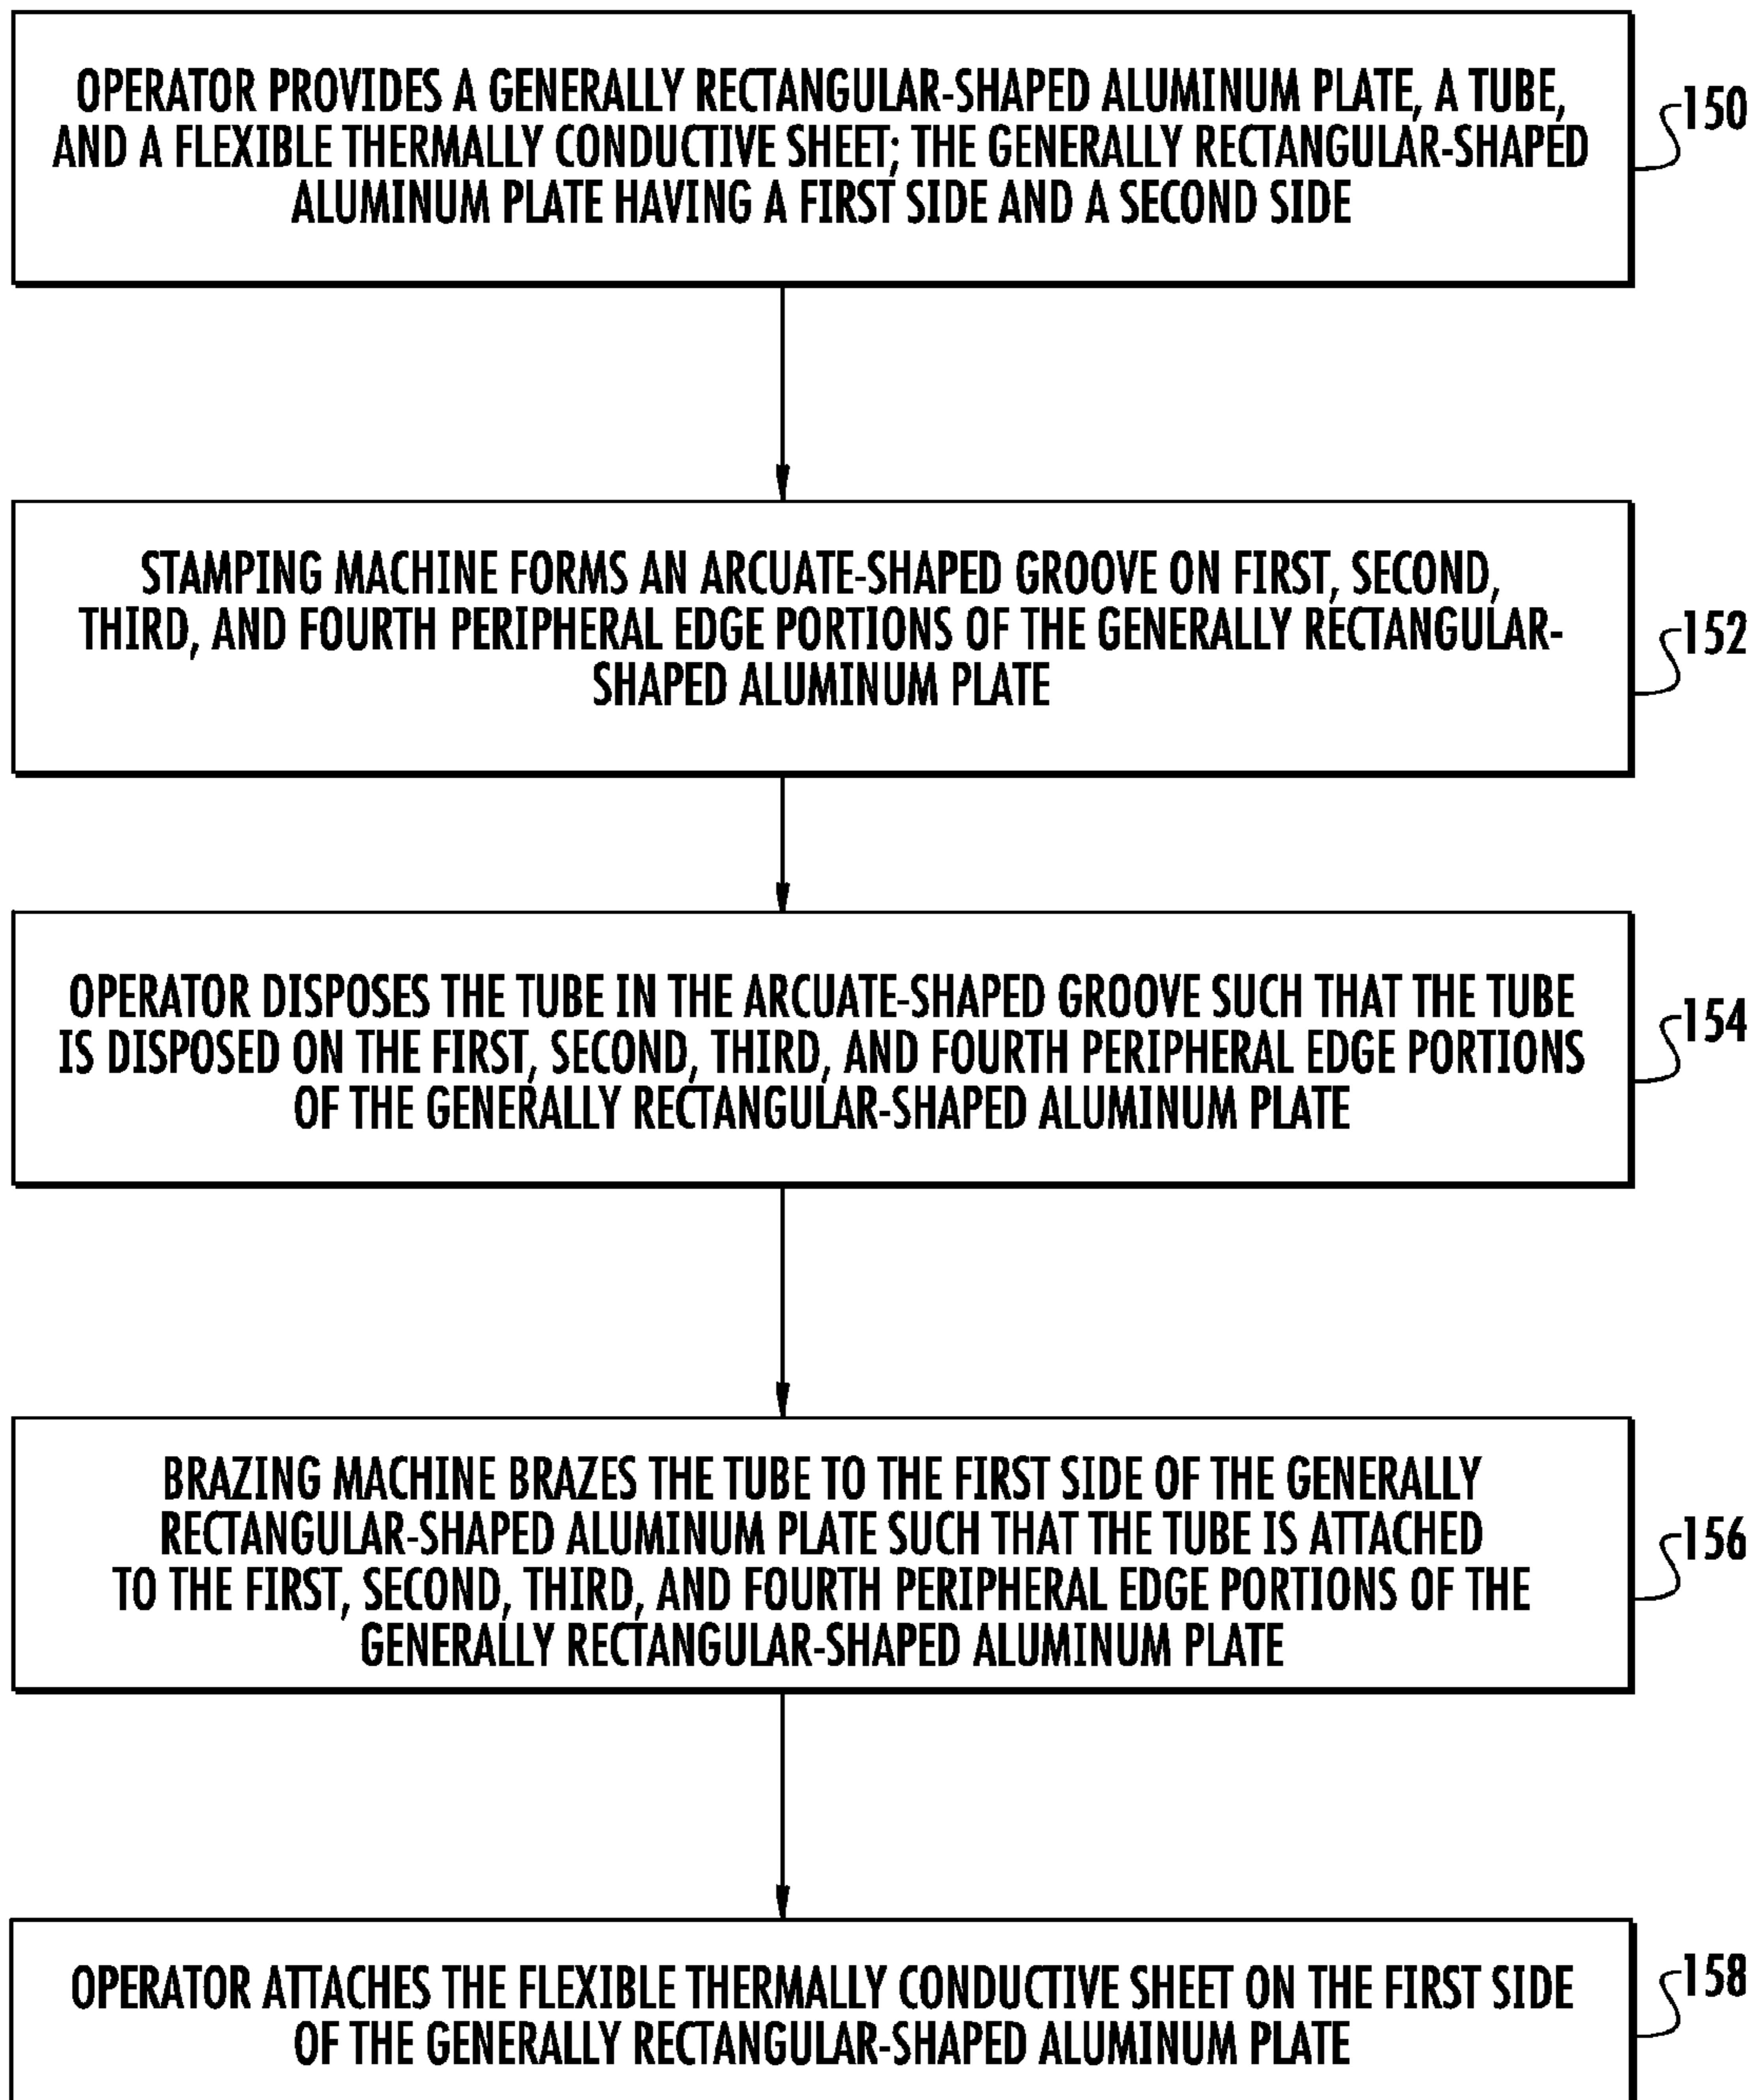 OPERATOR PROVIDES A GENERALLY RECTANGULAR-SHAPED ALUMINUM PLATE, A TUBE,
AND A FLEXIBLE THERMALLY CONDUCTIVE SHEET; THE GENERALLY RECTANGULAR-SHAPED
ALUMINUM PLATE HAVING A FIRST SIDE AND A SECOND SIDE
150
STAMPING MACHINE FORMS AN ARCUATE-SHAPED GROOVE ON FIRST, SECOND,
THIRD, AND FOURTH PERIPHERAL EDGE PORTIONS OF THE GENERALLY RECTANGULAR-
SHAPED ALUMINUM PLATE
152
OPERATOR DISPOSES THE TUBE IN THE ARCUATE-SHAPED GROOVE SUCH THAT THE TUBE
IS DISPOSED ON THE FIRST, SECOND, THIRD, AND FOURTH PERIPHERAL EDGE PORTIONS
OF THE GENERALLY RECTANGULAR-SHAPED ALUMINUM PLATE
154
BRAZING MACHINE BRAZES THE TUBE TO THE FIRST SIDE OF THE GENERALLY
RECTANGULAR-SHAPED ALUMINUM PLATE SUCH THAT THE TUBE IS ATTACHED
TO THE FIRST, SECOND, THIRD, AND FOURTH PERIPHERAL EDGE PORTIONS OF THE
GENERALLY RECTANGULAR-SHAPED ALUMINUM PLATE
156
OPERATOR ATTACHES THE FLEXIBLE THERMALLY CONDUCTIVE SHEET ON THE FIRST SIDE
OF THE GENERALLY RECTANGULAR-SHAPED ALUMINUM PLATE
158